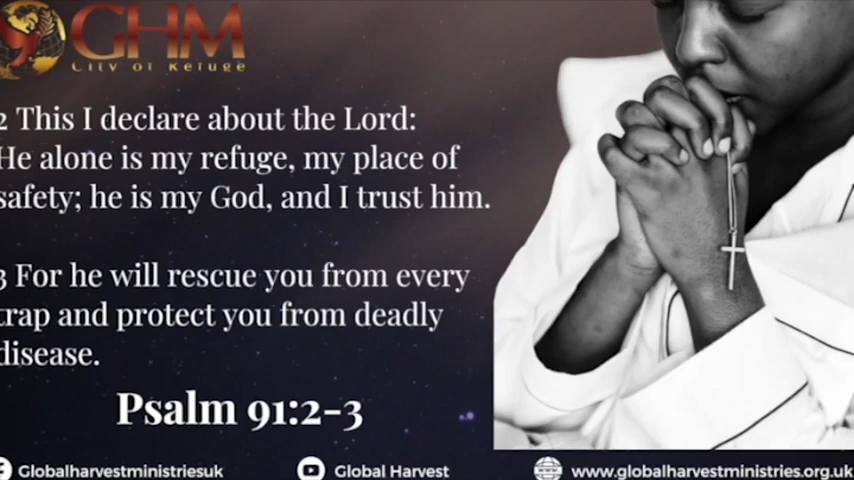 GHM
City of Refuge
2 This I declare about the Lord:
He alone is my refuge, my place of
safety; he is my God, and I trust him.
3 For he will rescue you from every
trap and protect you from deadly
disease.
Psalm 91:2-3
Globalharvestministriesuk
Global Harvest
www.globalharvestministries.org.uk